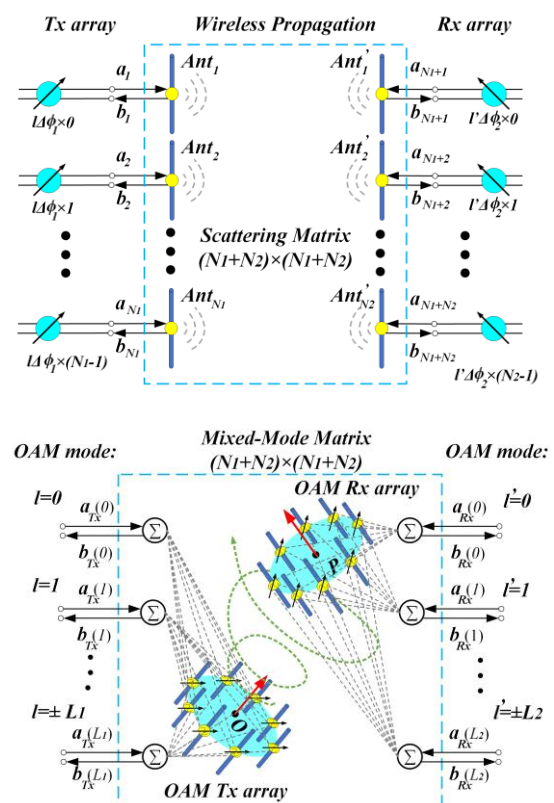 Tx array Wireless Propagation Rx array
a1 Ant1 Ant'1 aN1+1
b1 bN1+1
lΔϕ1×0 l'Δϕ2×0
a2 Ant2 Ant'2 aN1+2
b2 bN1+2
lΔϕ1×1 l'Δϕ2×1
Scattering Matrix
(N1+N2)×(N1+N2)
aN1 AntN1 Ant'N2 aN1+N2
bN1 bN1+N2
lΔϕ1×(N1-1) l'Δϕ2×(N2-1)
OAM mode: Mixed-Mode Matrix OAM mode:
(N1+N2)×(N1+N2)
l=0 OAM Rx array l'=0
aTx(0) Σ Σ aRx(0)
bTx(0) bRx(0)
P
l=1 l'=1
aTx(1) Σ Σ aRx(1)
bTx(1) bRx(1)
l=±L1 O l'=±L2
aTx(L1) Σ Σ aRx(L2)
bTx(L1) bRx(L2)
OAM Tx array